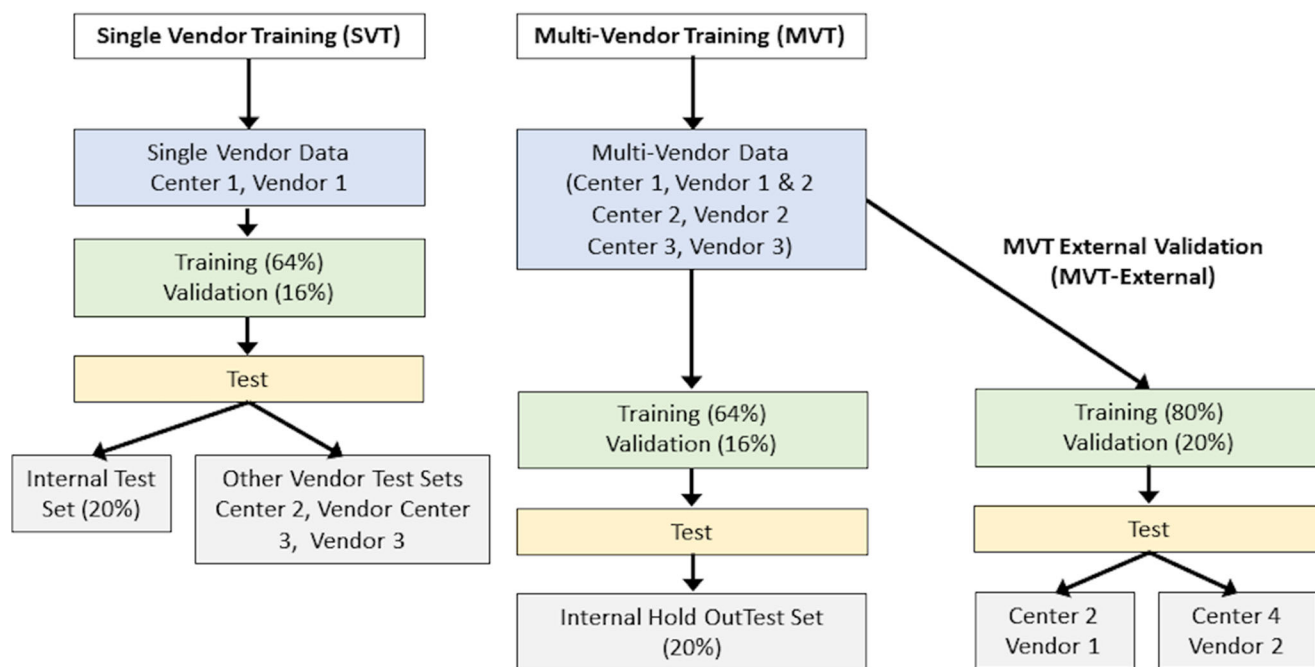 Single Vendor Training (SVT)
Single Vendor Data
Center 1, Vendor 1
Training (64%)
Validation (16%)
Test
Internal Test
Set (20%)
Other Vendor Test Sets
Center 2, Vendor Center
3,  Vendor 3
Multi-Vendor Training (MVT)
Multi-Vendor Data
(Center 1, Vendor 1 & 2
Center 2, Vendor 2
Center 3, Vendor 3)
Training (64%)
Validation (16%)
Test
Internal Hold OutTest Set
(20%)
MVT External Validation
(MVT-External)
Training (80%)
Validation (20%)
Test
Center 2
Vendor 1
Center 4
Vendor 2